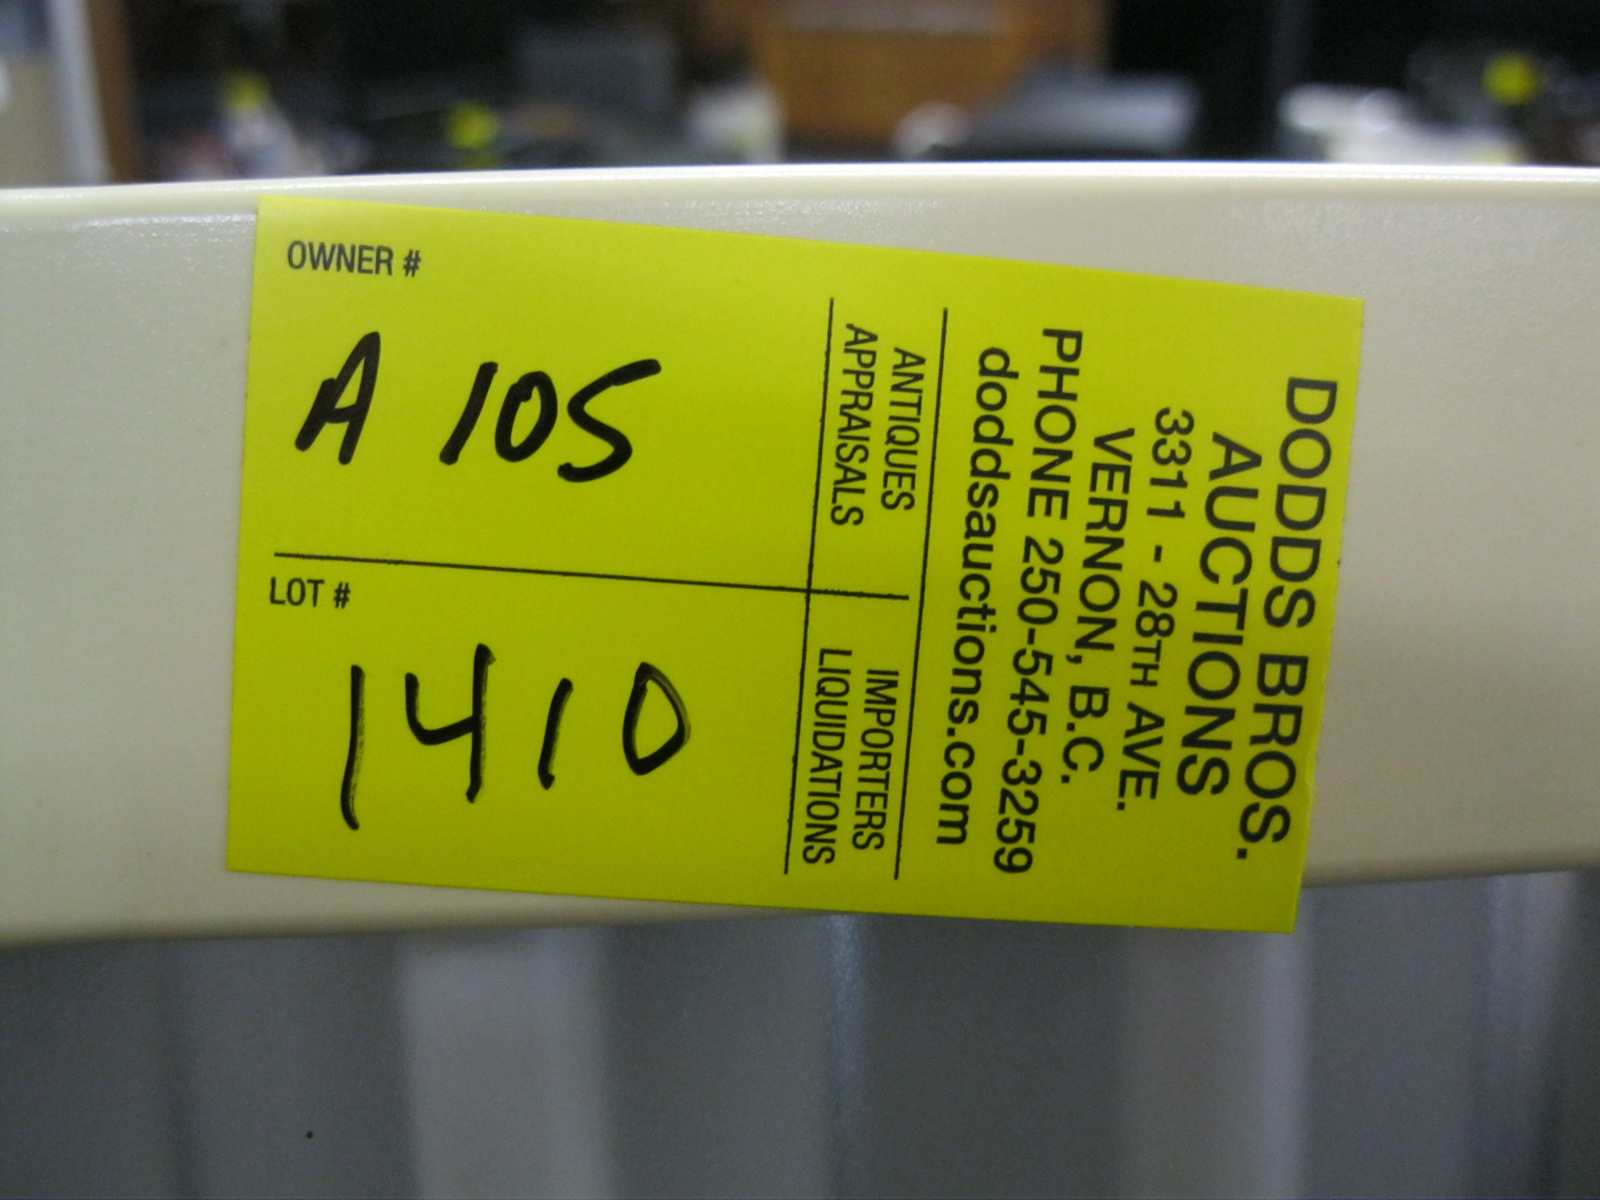 OWNER #
A 105
LOT #
1410
ANTIQUES
APPRAISALS
IMPORTERS
LIQUIDATIONS
DODDS BROS.
AUCTIONS
3311 - 28TH AVE.
VERNON, B.C.
PHONE 250-545-3259
doddsauctions.com